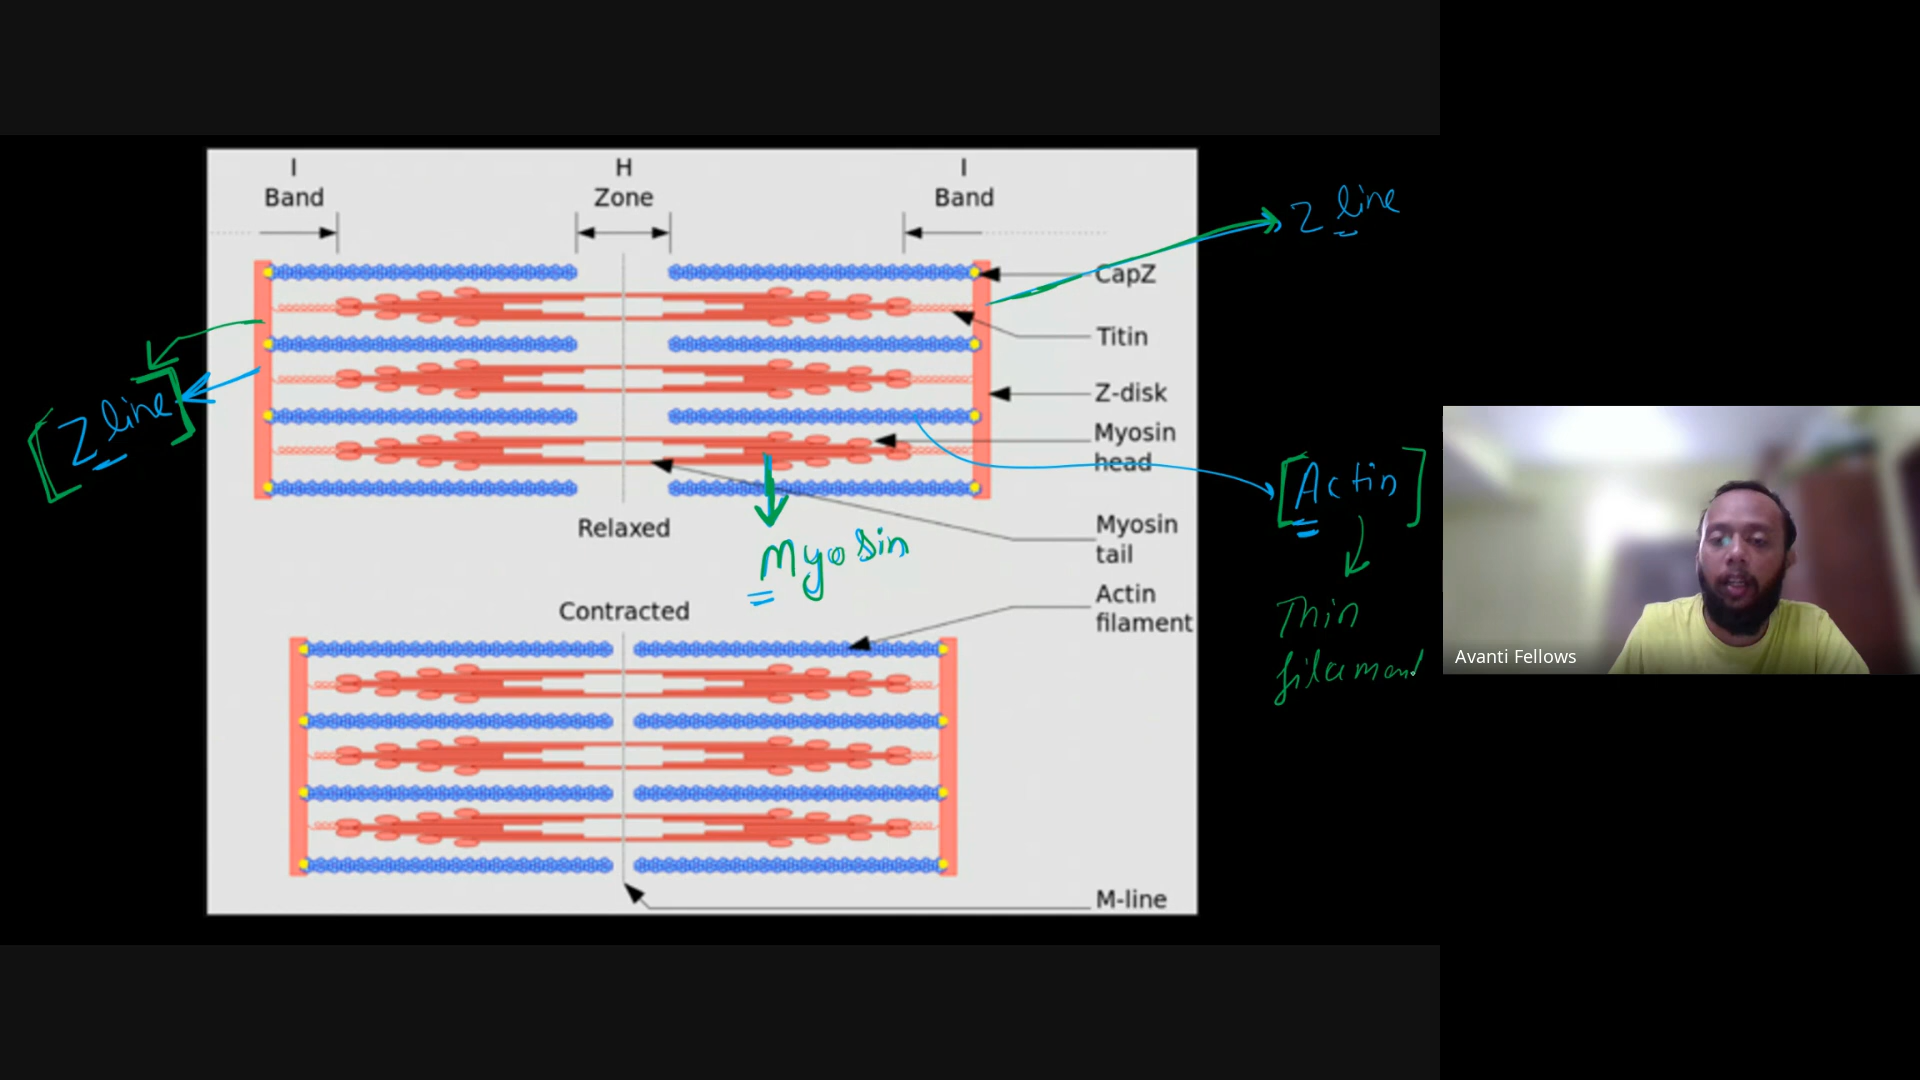 I
Band
H
Zone
I
Band
Z line
CapZ
Titin
Z-disk
Myosin
head
Z line
[Actin]
Relaxed
Myosin
Myosin
tail
Actin
filament
Contracted
Thin
filament
Avanti Fellows
M-line